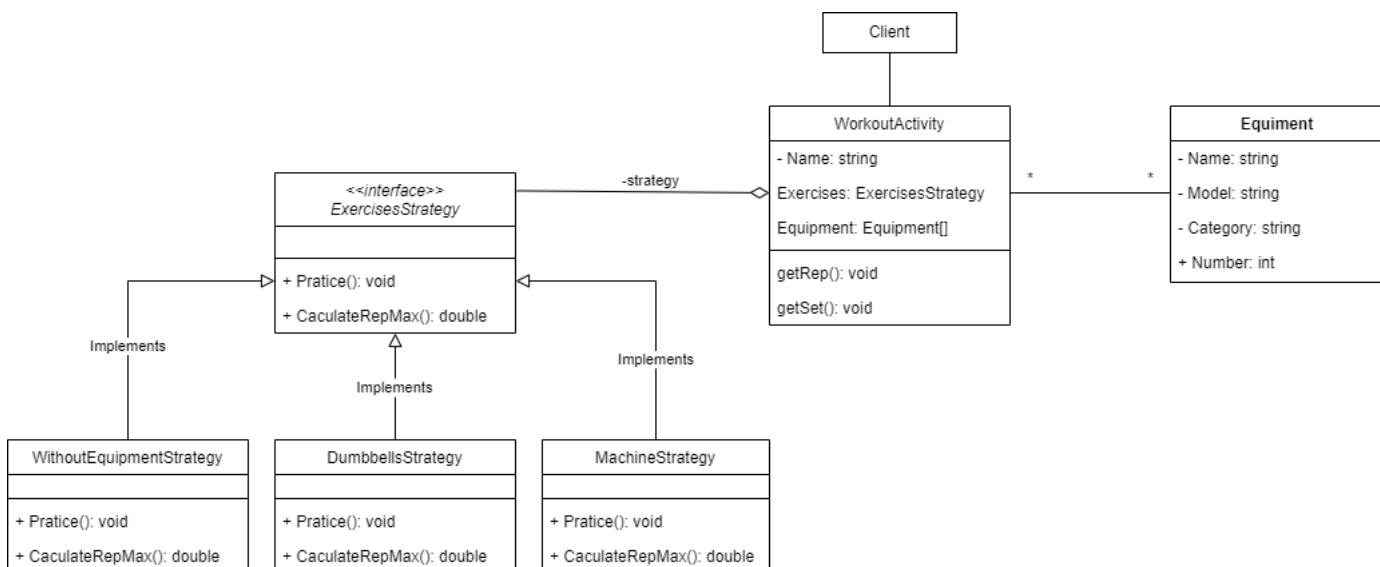 Client
WorkoutActivity
- Name: string
Exercises: ExercisesStrategy
Equipment: Equipment[]
getRep(): void
getSet(): void
Equiment
- Name: string
- Model: string
- Category: string
+ Number: int
*
*
-strategy
<<interface>>
ExercisesStrategy
+ Pratice(): void
+ CaculateRepMax(): double
Implements
Implements
Implements
WithoutEquipmentStrategy
+ Pratice(): void
+ CaculateRepMax(): double
DumbbellsStrategy
+ Pratice(): void
+ CaculateRepMax(): double
MachineStrategy
+ Pratice(): void
+ CaculateRepMax(): double